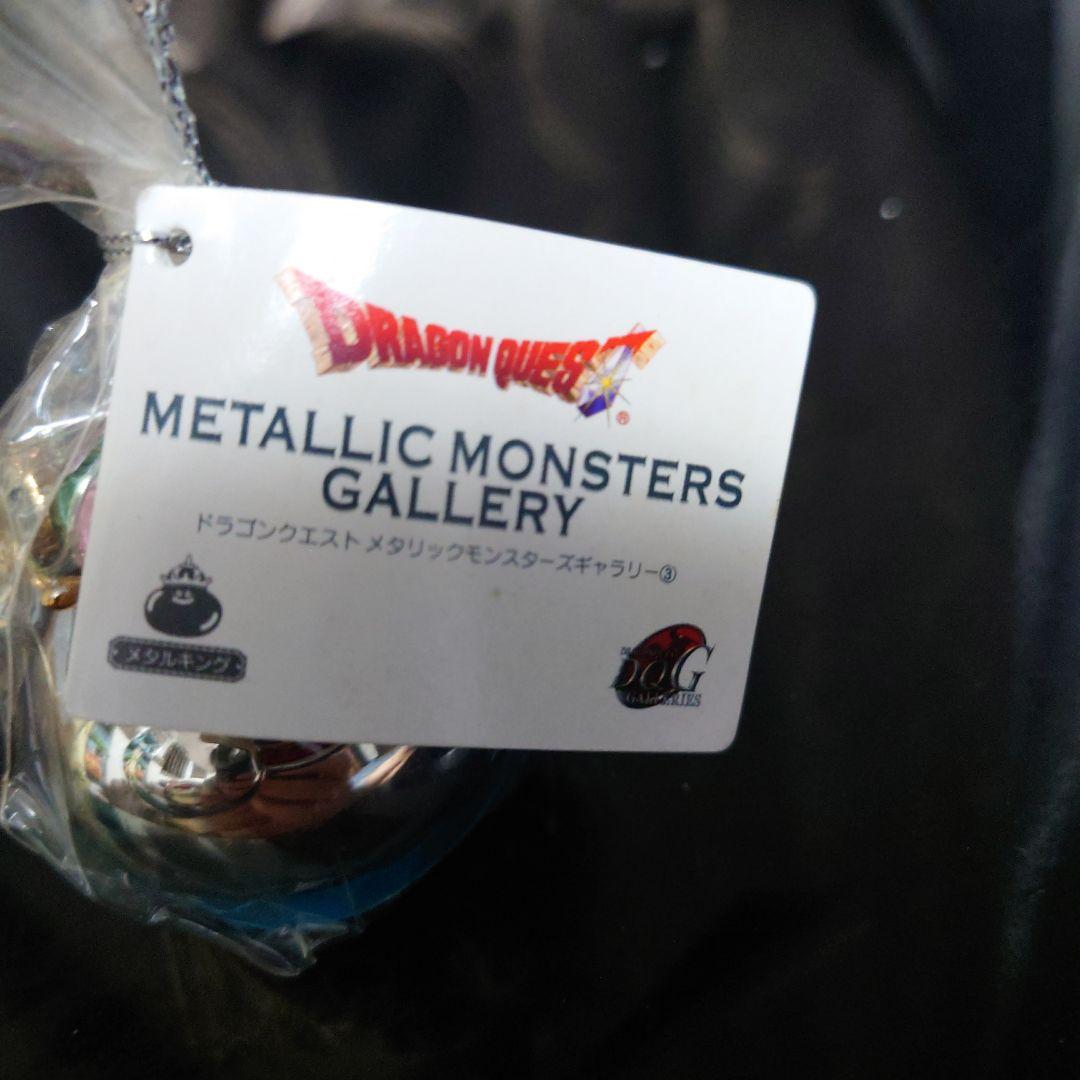 DRAGON QUEST
®
METALLIC MONSTERS
GALLERY
ドラゴンクエスト メタリックモンスターズギャラリー③
メタルキング
DQG
GALLERIES